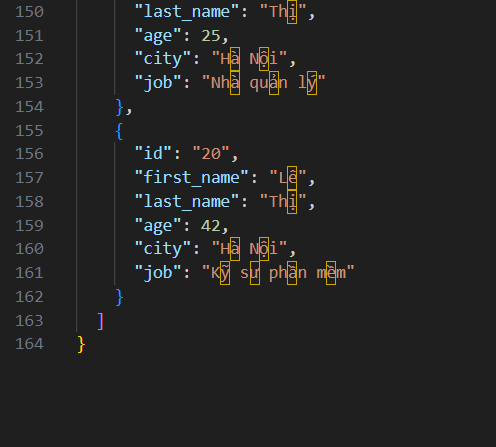 150 "last_name": "Thị",
151 "age": 25,
152 "city": "Hà Nội",
153 "job": "Nhà quản lý"
154 },
155 {
156 "id": "20",
157 "first_name": "Lê",
158 "last_name": "Thị",
159 "age": 42,
160 "city": "Hà Nội",
161 "job": "Kỹ sư phần mềm"
162 }
163 ]
164 }